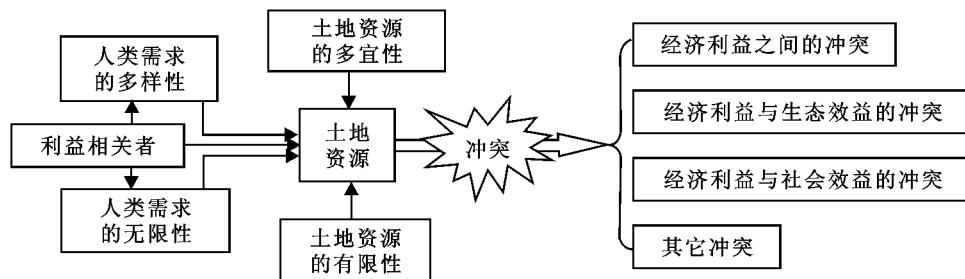 人类需求
的多样性
利益相关者
人类需求
的无限性
土地资源
的多宜性
土地
资源
土地资源
的有限性
冲突
经济利益之间的冲突
经济利益与生态效益的冲突
经济利益与社会效益的冲突
其它冲突